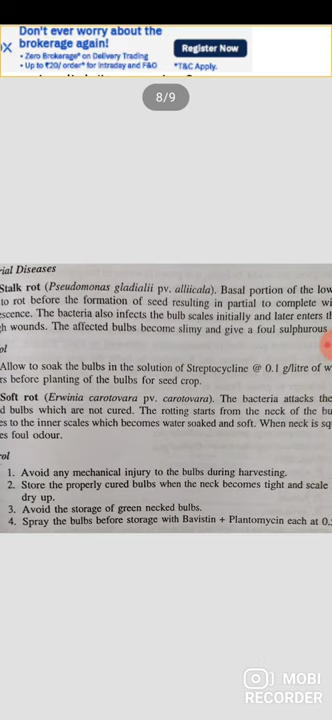 Don't ever worry about the
brokerage again!
• Zero Brokerage* on Delivery Trading
• Up to ₹20/ order* for Intraday and F&O
Register Now
*T&C Apply.
8/9
rial Diseases
Stalk rot (Pseudomonas gladialii pv. alliicala). Basal portion of the low
to rot before the formation of seed resulting in partial to complete wi
escence. The bacteria also infects the bulb scales initially and later enters th
gh wounds. The affected bulbs become slimy and give a foul sulphurous
ol
Allow to soak the bulbs in the solution of Streptocycline @ 0.1 g/litre of w
rs before planting of the bulbs for seed crop.
Soft rot (Erwinia carotovara pv. carotovara). The bacteria attacks the
d bulbs which are not cured. The rotting starts from the neck of the bu
es to the inner scales which becomes water soaked and soft. When neck is sq
es foul odour.
rol
1. Avoid any mechanical injury to the bulbs during harvesting.
2. Store the properly cured bulbs when the neck becomes tight and scale
dry up.
3. Avoid the storage of green necked bulbs.
4. Spray the bulbs before storage with Bavistin + Plantomycin each at 0.
MOBI
RECORDER